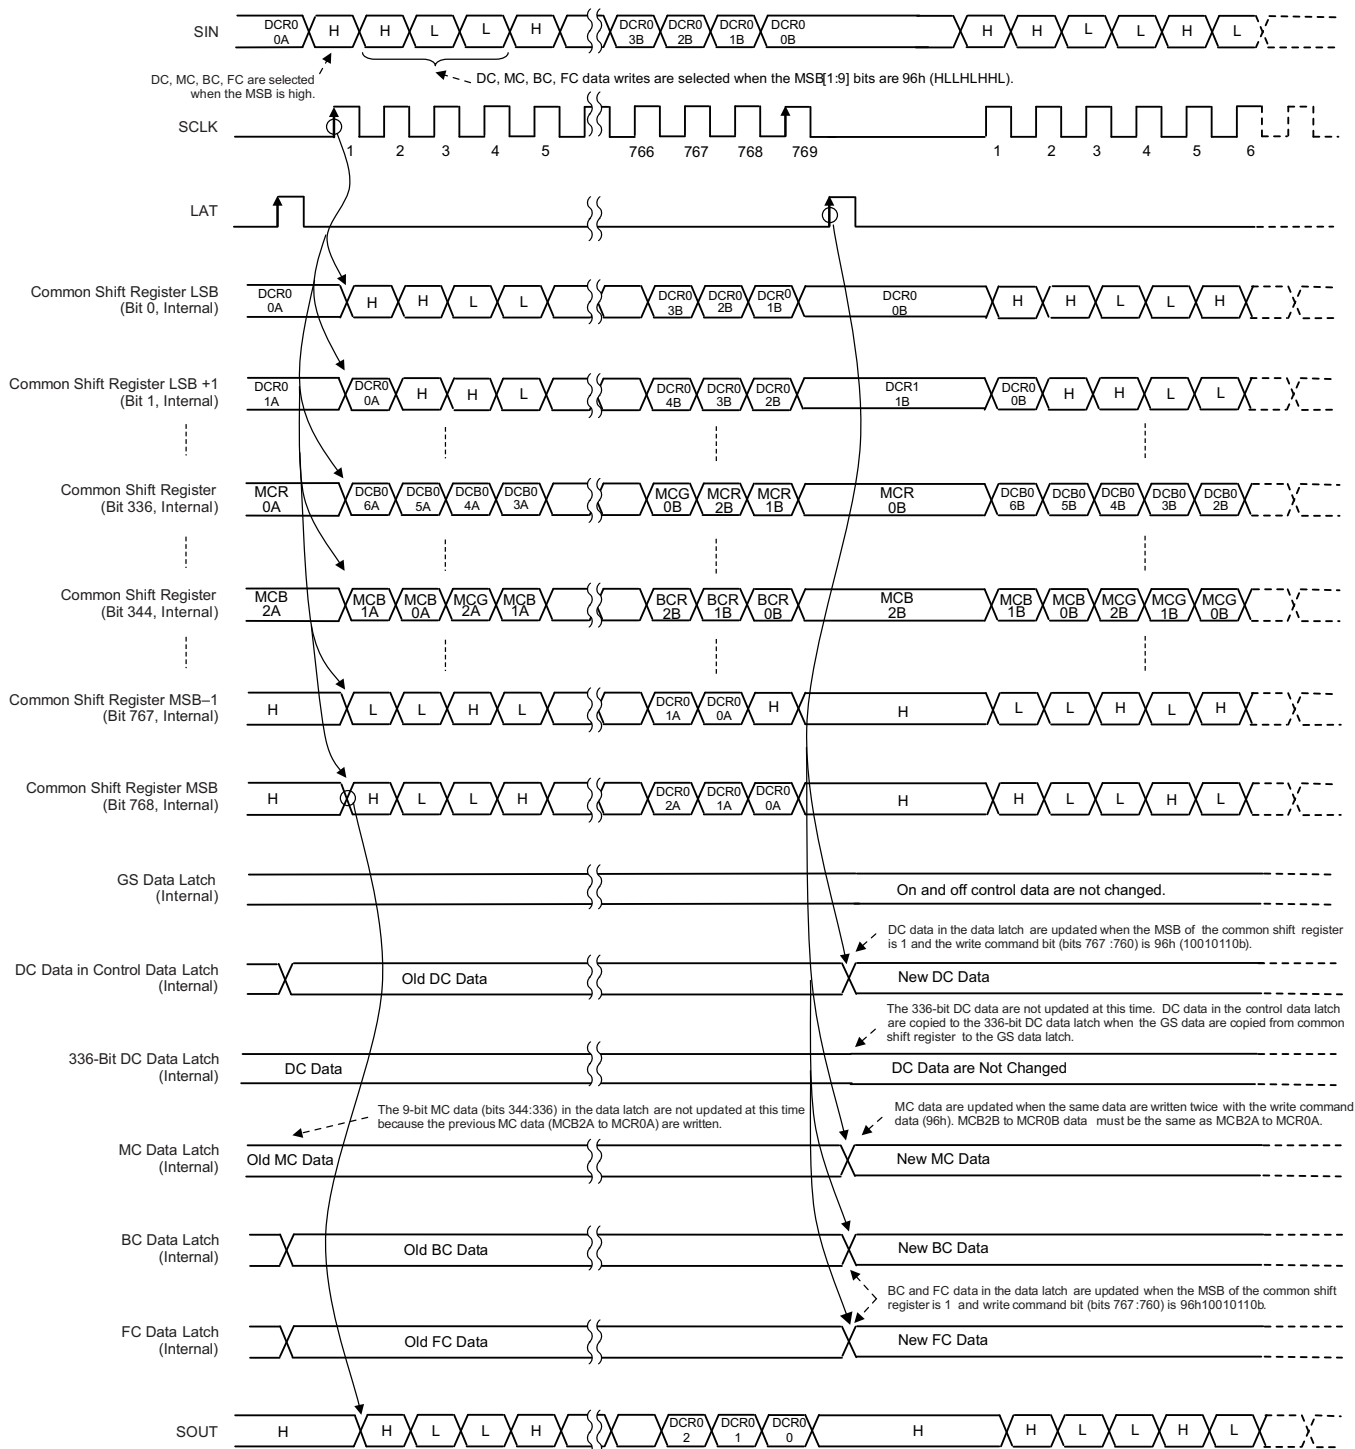 SIN
DCR0 0A H H L L H DCR0 3B DCR0 2B DCR0 1B DCR0 0B H H L L H L
DC, MC, BC, FC are selected
when the MSB is high.
DC, MC, BC, FC data writes are selected when the MSB[1:9] bits are 96h (HLLHLHHL).
SCLK
1 2 3 4 5 766 767 768 769 1 2 3 4 5 6
LAT
Common Shift Register LSB
(Bit 0, Internal)
DCR0 0A H H L L DCR0 3B DCR0 2B DCR0 1B DCR0 0B H H L L H
Common Shift Register LSB +1
(Bit 1, Internal)
DCR0 1A DCR0 0A H H L DCR0 4B DCR0 3B DCR0 2B DCR1 1B DCR0 0B H H L L
Common Shift Register
(Bit 336, Internal)
MCR 0A DCB0 6A DCB0 5A DCB0 4A DCB0 3A MCG 0B MCR 2B MCR 1B MCR 0B DCB0 6B DCB0 5B DCB0 4B DCB0 3B DCB0 2B
Common Shift Register
(Bit 344, Internal)
MCB 2A MCB 1A MCB 0A MCG 2A MCB 1A BCR 2B BCR 1B BCR 0B MCB 2B MCB 1B MCB 0B MCG 2B MCG 1B MCG 0B
Common Shift Register MSB–1
(Bit 767, Internal)
H L L H L DCR0 1A DCR0 0A H H L L H L H
Common Shift Register MSB
(Bit 768, Internal)
H H L L H DCR0 2A DCR0 1A DCR0 0A H H L L H L
GS Data Latch
(Internal)
On and off control data are not changed.
DC data in the data latch are updated when the MSB of the common shift register
is 1 and the write command bit (bits 767 :760) is 96h (10010110b).
DC Data in Control Data Latch
(Internal)
Old DC Data New DC Data
The 336-bit DC data are not updated at this time. DC data in the control data latch
are copied to the 336-bit DC data latch when the GS data are copied from common
shift register to the GS data latch.
336-Bit DC Data Latch
(Internal)
DC Data DC Data are Not Changed
The 9-bit MC data (bits 344:336) in the data latch are not updated at this time
because the previous MC data (MCB2A to MCR0A) are written.
MC data are updated when the same data are written twice with the write command
data (96h). MCB2B to MCR0B data must be the same as MCB2A to MCR0A.
MC Data Latch
(Internal)
Old MC Data New MC Data
BC Data Latch
(Internal)
Old BC Data New BC Data
BC and FC data in the data latch are updated when the MSB of the common shift
register is 1 and write command bit (bits 767:760) is 96h10010110b.
FC Data Latch
(Internal)
Old FC Data New FC Data
SOUT
H H L L H DCR0 2 DCR0 1 DCR0 0 H H L L H L